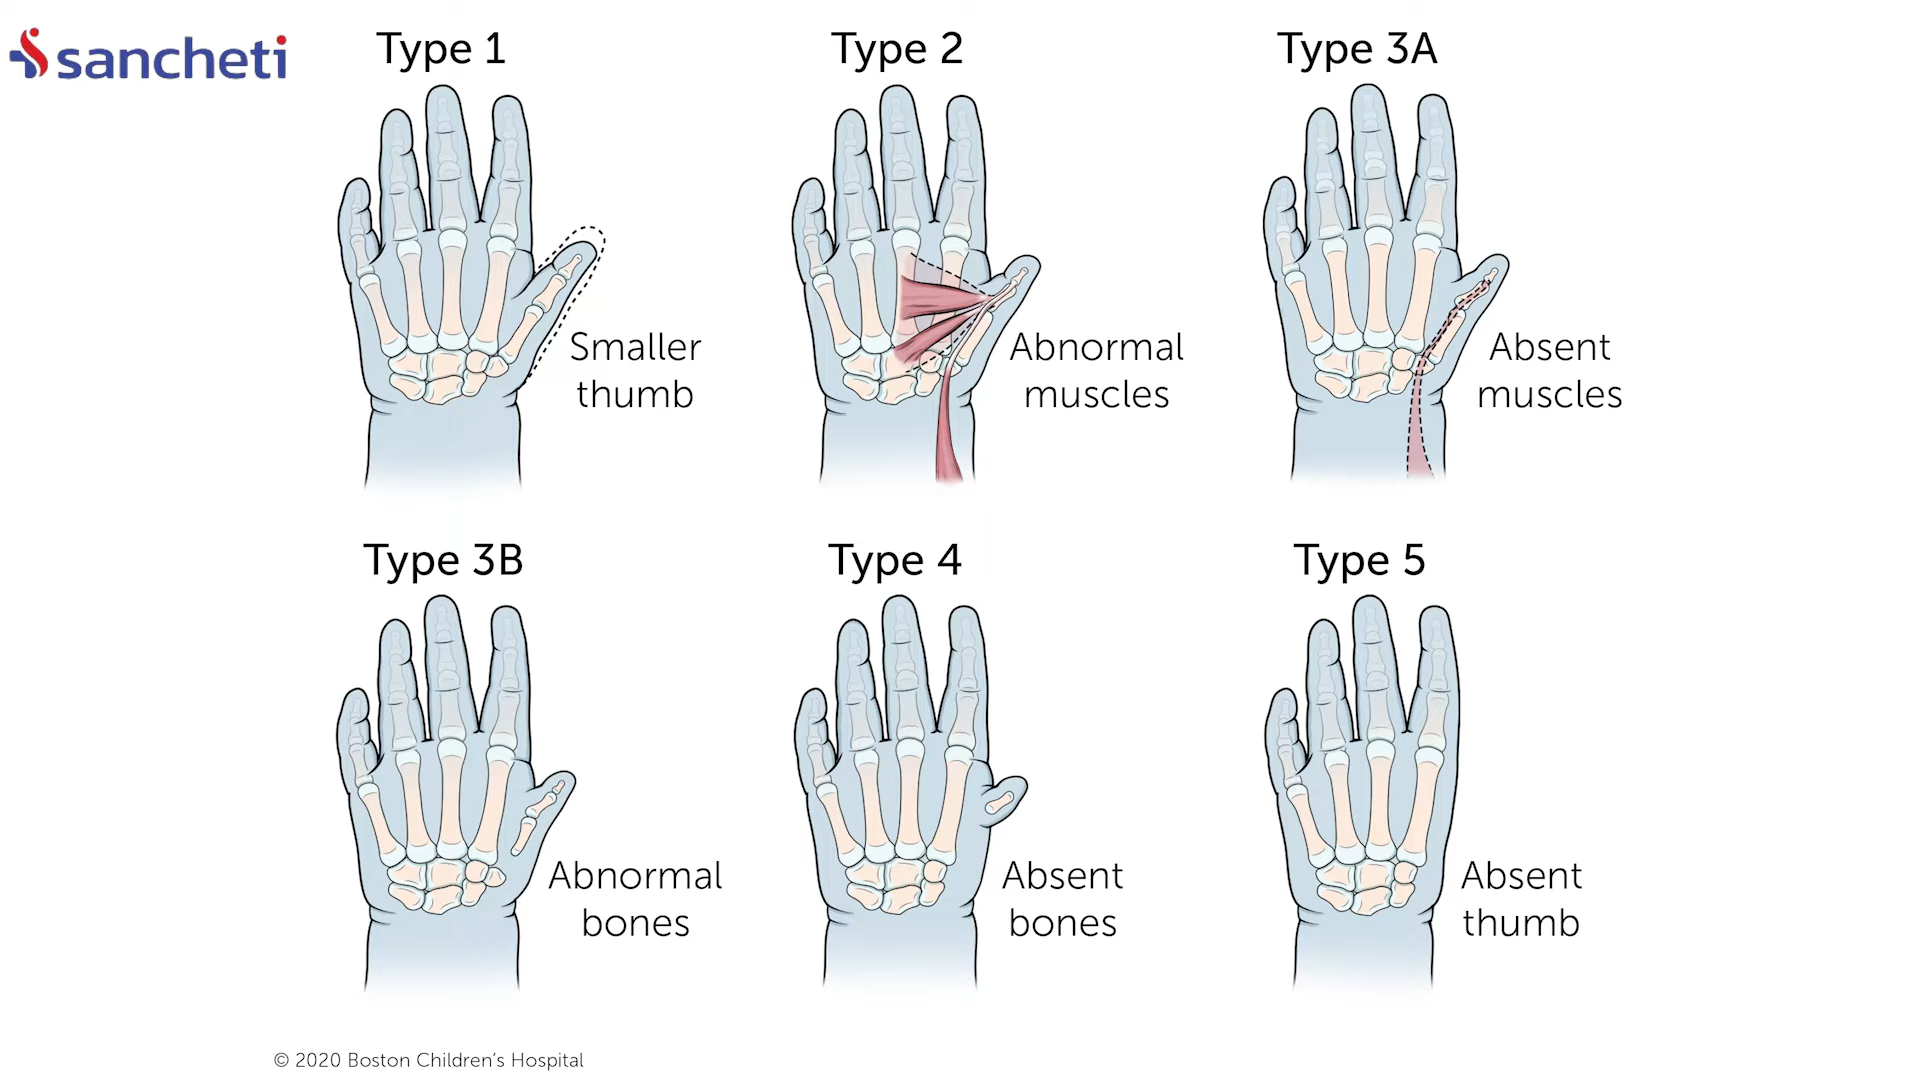 sancheti
Type 1
Type 2
Type 3A
Smaller
thumb
Abnormal
muscles
Absent
muscles
Type 3B
Type 4
Type 5
Abnormal
bones
Absent
bones
Absent
thumb
© 2020 Boston Children's Hospital